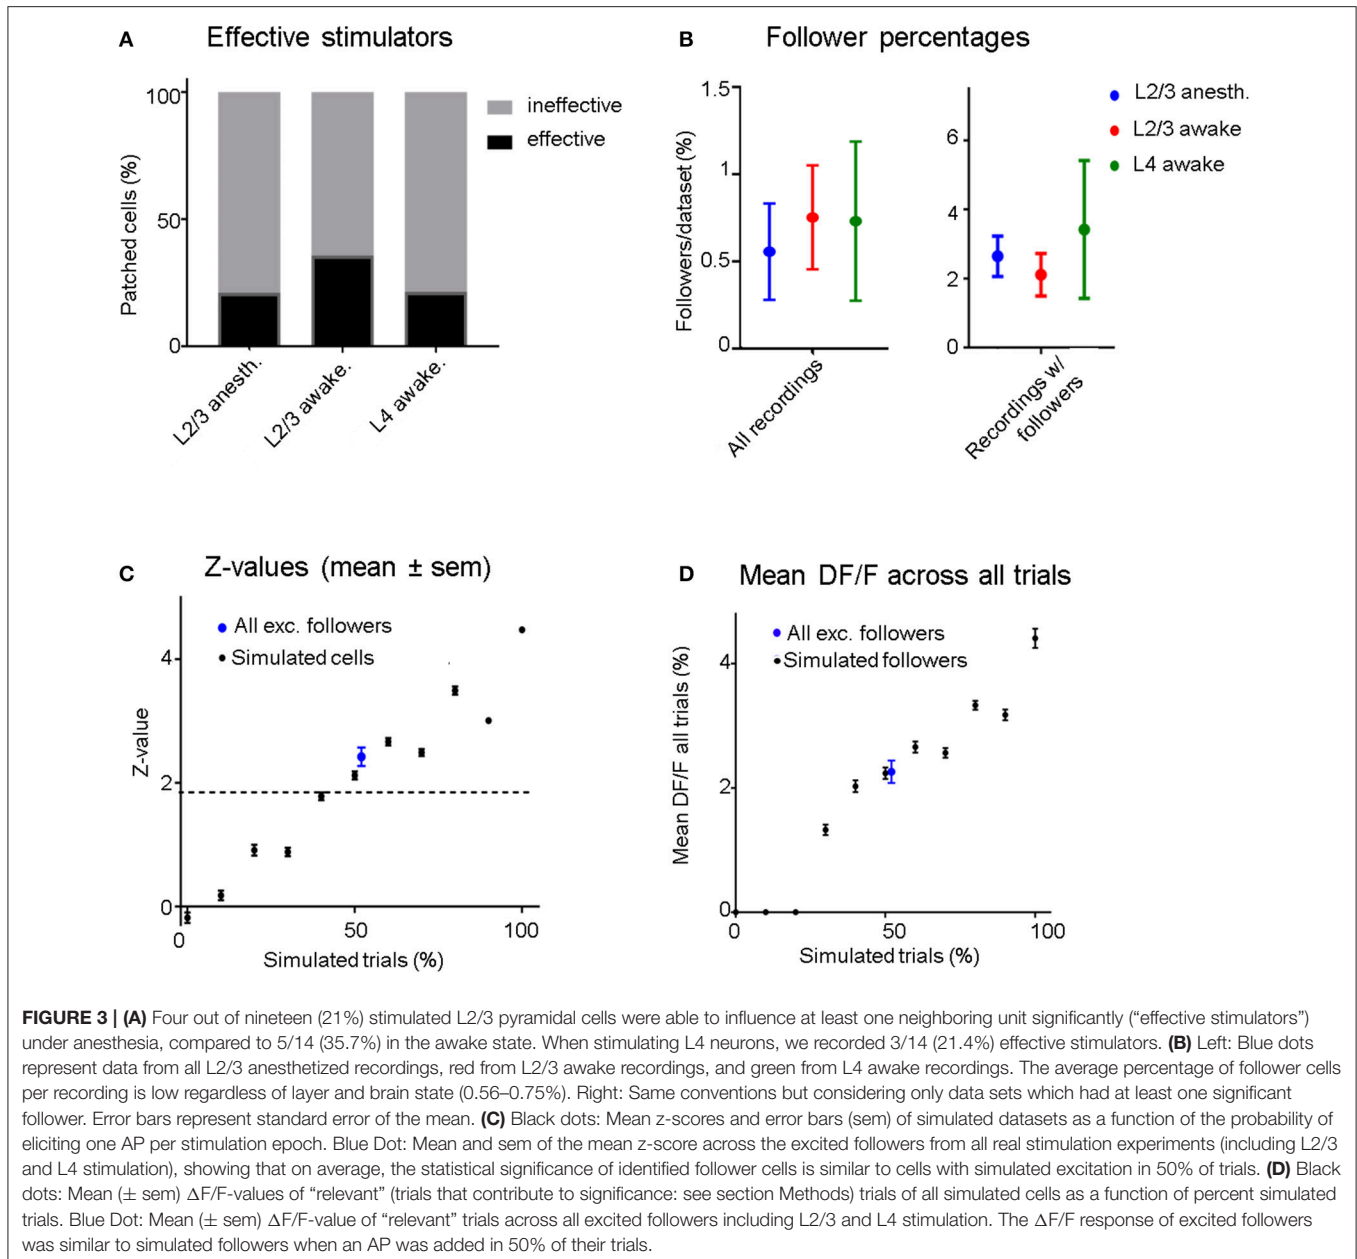 A Effective stimulators
100
50
0
Patched cells (%)
ineffective
effective
L2/3 anesth.
L2/3 awake.
L4 awake.
B Follower percentages
1.5
1
0.5
0
Followers/dataset (%)
All recordings
6
4
2
0
Recordings w/
followers
L2/3 anesth.
L2/3 awake
L4 awake
C Z-values (mean ± sem)
All exc. followers
Simulated cells
4
2
0
Z-value
0 50 100
Simulated trials (%)
D Mean DF/F across all trials
All exc. followers
Simulated followers
4
2
0
Mean DF/F all trials (%)
0 50 100
Simulated trials (%)
FIGURE 3 | (A) Four out of nineteen (21%) stimulated L2/3 pyramidal cells were able to influence at least one neighboring unit significantly (“effective stimulators”)
under anesthesia, compared to 5/14 (35.7%) in the awake state. When stimulating L4 neurons, we recorded 3/14 (21.4%) effective stimulators. (B) Left: Blue dots
represent data from all L2/3 anesthetized recordings, red from L2/3 awake recordings, and green from L4 awake recordings. The average percentage of follower cells
per recording is low regardless of layer and brain state (0.56–0.75%). Right: Same conventions but considering only data sets which had at least one significant
follower. Error bars represent standard error of the mean. (C) Black dots: Mean z-scores and error bars (sem) of simulated datasets as a function of the probability of
eliciting one AP per stimulation epoch. Blue Dot: Mean and sem of the mean z-score across the excited followers from all real stimulation experiments (including L2/3
and L4 stimulation), showing that on average, the statistical significance of identified follower cells is similar to cells with simulated excitation in 50% of trials. (D) Black
dots: Mean (± sem) ΔF/F-values of “relevant” (trials that contribute to significance: see section Methods) trials of all simulated cells as a function of percent simulated
trials. Blue Dot: Mean (± sem) ΔF/F-value of “relevant” trials across all excited followers including L2/3 and L4 stimulation. The ΔF/F response of excited followers
was similar to simulated followers when an AP was added in 50% of their trials.